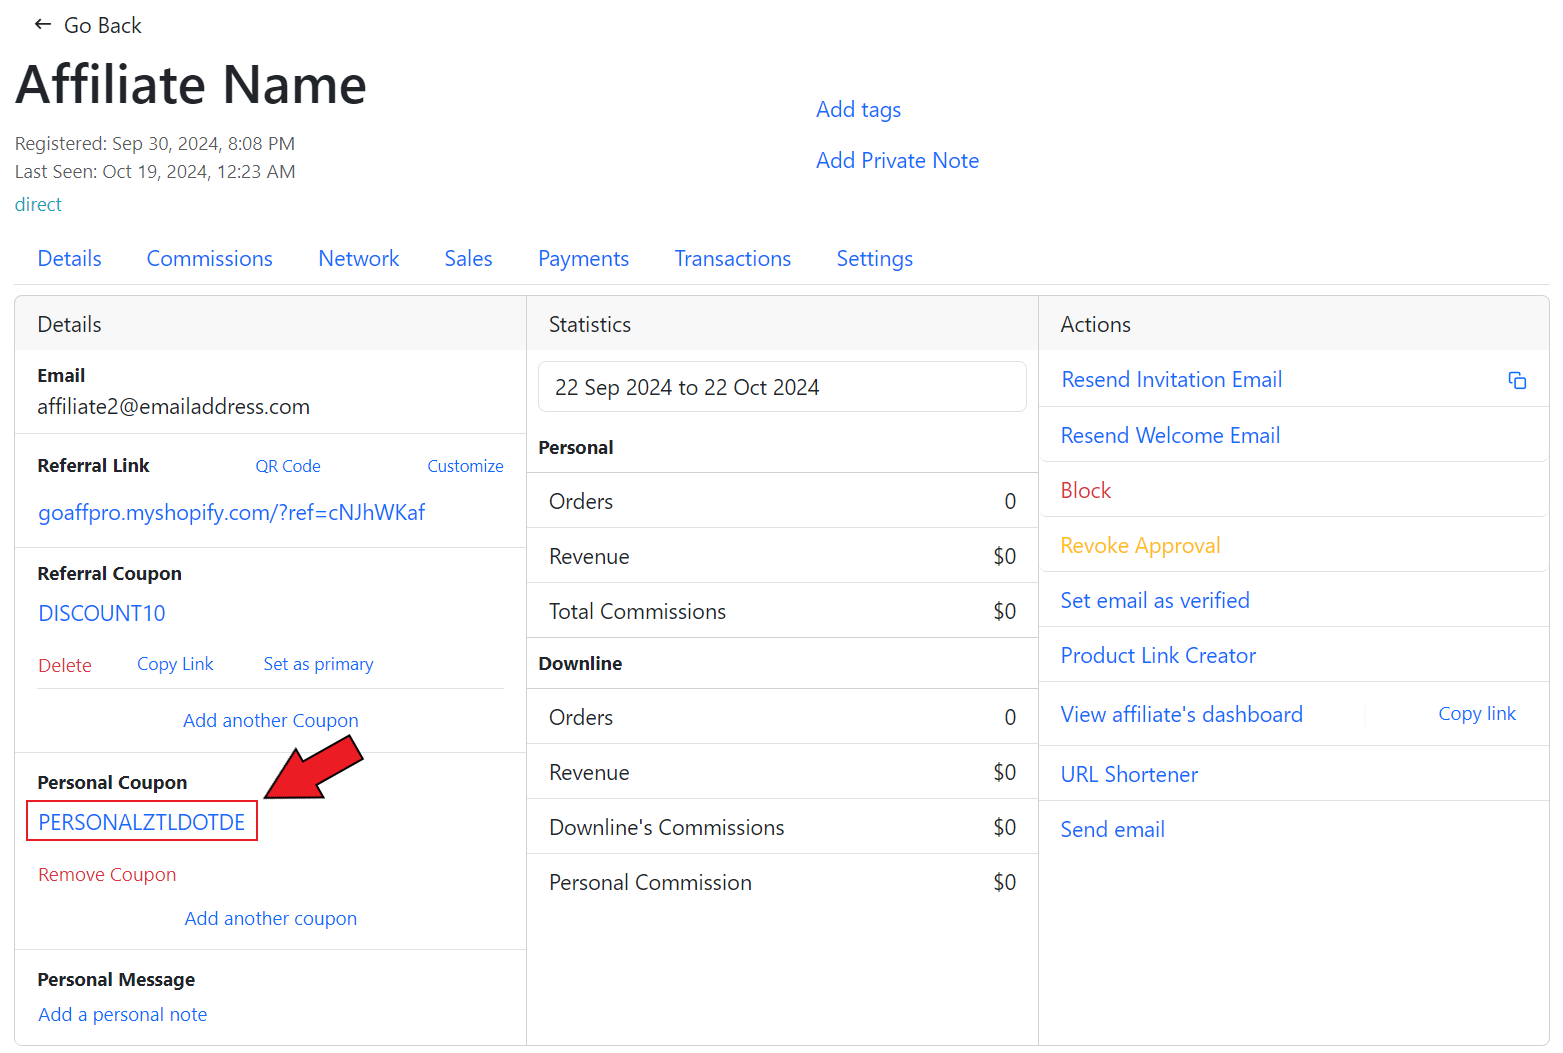 ← Go Back
Affiliate Name
Registered: Sep 30, 2024, 8:08 PM
Last Seen: Oct 19, 2024, 12:23 AM
direct
Add tags
Add Private Note
Details Commissions Network Sales Payments Transactions Settings
Details
Email
affiliate2@emailaddress.com
Referral Link QR Code Customize
goaffpro.myshopify.com/?ref=cNJhWKaf
Referral Coupon
DISCOUNT10
Delete Copy Link Set as primary
Add another Coupon
Personal Coupon
PERSONALZTLDOTDE
Remove Coupon
Add another coupon
Personal Message
Add a personal note
Statistics
22 Sep 2024 to 22 Oct 2024
Personal
Orders 0
Revenue $0
Total Commissions $0
Downline
Orders 0
Revenue $0
Downline's Commissions $0
Personal Commission $0
Actions
Resend Invitation Email
Resend Welcome Email
Block
Revoke Approval
Set email as verified
Product Link Creator
View affiliate's dashboard Copy link
URL Shortener
Send email